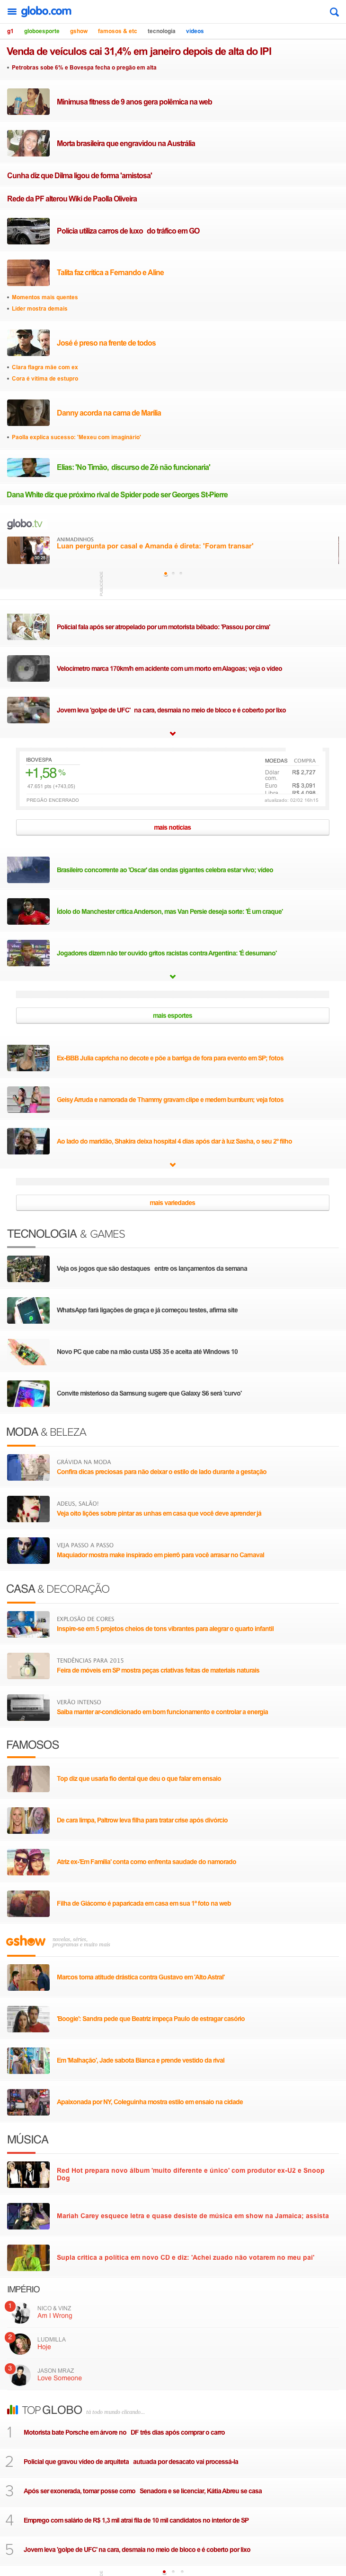 globo.com
g1 globoesporte gshow famosos & etc tecnologia vídeos
Venda de veículos cai 31,4% em janeiro depois de alta do IPI
Petrobras sobe 6% e Bovespa fecha o pregão em alta
Minimusa fitness de 9 anos gera polêmica na web
Morta brasileira que engravidou na Austrália
Cunha diz que Dilma ligou de forma 'amistosa'
Rede da PF alterou Wiki de Paolla Oliveira
Polícia utiliza carros de luxo do tráfico em GO
Talita faz crítica a Fernando e Aline
Momentos mais quentes
Líder mostra demais
José é preso na frente de todos
Clara flagra mãe com ex
Cora é vítima de estupro
Danny acorda na cama de Marília
Paolla explica sucesso: 'Mexeu com imaginário'
Elias: 'No Timão, discurso de Zé não funcionaria'
Dana White diz que próximo rival de Spider pode ser Georges St-Pierre
globo.tv
ANIMADINHOS
Luan pergunta por casal e Amanda é direta: 'Foram transar'
Policial fala após ser atropelado por um motorista bêbado: 'Passou por cima'
Velocímetro marca 170km/h em acidente com um morto em Alagoas; veja o vídeo
Jovem leva 'golpe de UFC' na cara, desmaia no meio de bloco e é coberto por lixo
IBOVESPA
+1,58%
47.651 pts (+743,05)
PREGÃO ENCERRADO
MOEDAS COMPRA
Dólar com. R$ 2,727
Euro R$ 3,091
Libra R$ 4,098
atualizado: 02/02 16h15
mais notícias
Brasileiro concorrente ao 'Oscar' das ondas gigantes celebra estar vivo; vídeo
Ídolo do Manchester critica Anderson, mas Van Persie deseja sorte: 'É um craque'
Jogadores dizem não ter ouvido gritos racistas contra Argentina: 'É desumano'
mais esportes
Ex-BBB Julia capricha no decote e põe a barriga de fora para evento em SP; fotos
Geisy Arruda e namorada de Thammy gravam clipe e medem bumbum; veja fotos
Ao lado do maridão, Shakira deixa hospital 4 dias após dar à luz Sasha, o seu 2º filho
mais variedades
TECNOLOGIA & GAMES
Veja os jogos que são destaques entre os lançamentos da semana
WhatsApp fará ligações de graça e já começou testes, afirma site
Novo PC que cabe na mão custa US$ 35 e aceita até Windows 10
Convite misterioso da Samsung sugere que Galaxy S6 será 'curvo'
MODA & BELEZA
GRÁVIDA NA MODA
Confira dicas preciosas para não deixar o estilo de lado durante a gestação
ADEUS, SALÃO!
Veja oito lições sobre pintar as unhas em casa que você deve aprender já
VEJA PASSO A PASSO
Maquiador mostra make inspirado em pierrô para você arrasar no Carnaval
CASA & DECORAÇÃO
EXPLOSÃO DE CORES
Inspire-se em 5 projetos cheios de tons vibrantes para alegrar o quarto infantil
TENDÊNCIAS PARA 2015
Feira de móveis em SP mostra peças criativas feitas de materiais naturais
VERÃO INTENSO
Saiba manter ar-condicionado em bom funcionamento e controlar a energia
FAMOSOS
Top diz que usaria fio dental que deu o que falar em ensaio
De cara limpa, Paltrow leva filha para tratar crise após divórcio
Atriz ex-'Em Família' conta como enfrenta saudade do namorado
Filha de Giácomo é paparicada em casa em sua 1ª foto na web
gshow
novelas, séries,
programas e muito mais
Marcos toma atitude drástica contra Gustavo em 'Alto Astral'
'Boogie': Sandra pede que Beatriz impeça Paulo de estragar casório
Em 'Malhação', Jade sabota Bianca e prende vestido da rival
Apaixonada por NY, Coleguinha mostra estilo em ensaio na cidade
MÚSICA
Red Hot prepara novo álbum 'muito diferente e único' com produtor ex-U2 e Snoop
Dog
Mariah Carey esquece letra e quase desiste de música em show na Jamaica; assista
Supla critica a política em novo CD e diz: 'Achei zuado não votarem no meu pai'
IMPÉRIO
1 NICO & VINZ
Am I Wrong
2 LUDMILLA
Hoje
3 JASON MRAZ
Love Someone
TOP GLOBO tá todo mundo clicando...
1 Motorista bate Porsche em árvore no DF três dias após comprar o carro
2 Policial que gravou vídeo de arquiteta autuada por desacato vai processá-la
3 Após ser exonerada, tomar posse como Senadora e se licenciar, Kátia Abreu se casa
4 Emprego com salário de R$ 1,3 mil atrai fila de 10 mil candidatos no interior de SP
5 Jovem leva 'golpe de UFC' na cara, desmaia no meio de bloco e é coberto por lixo